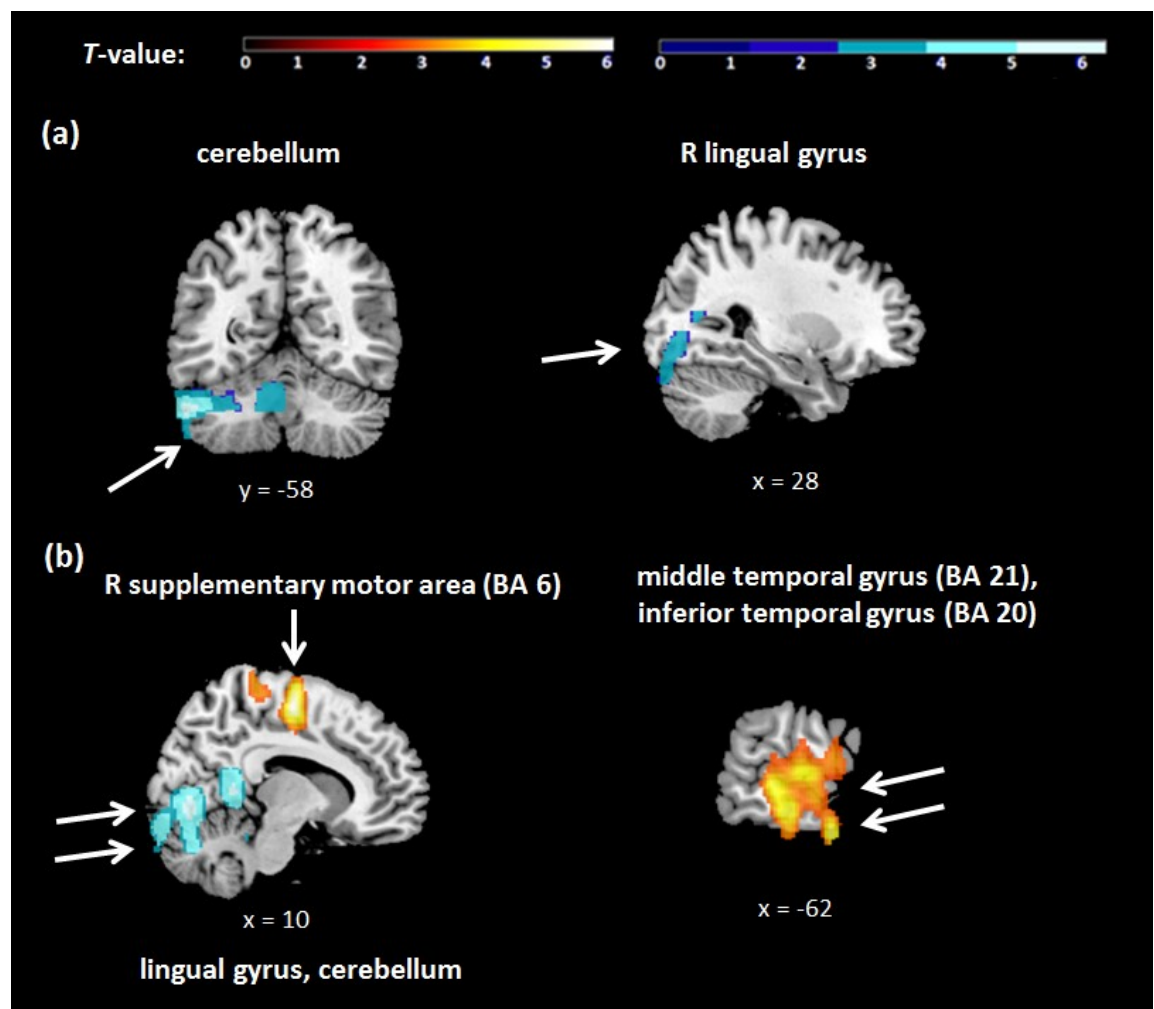 T-value:
0 1 2 3 4 5 6
0 1 2 3 4 5 6
(a)
cerebellum
R lingual gyrus
y = -58
x = 28
(b)
R supplementary motor area (BA 6)
middle temporal gyrus (BA 21),
inferior temporal gyrus (BA 20)
x = 10
x = -62
lingual gyrus, cerebellum